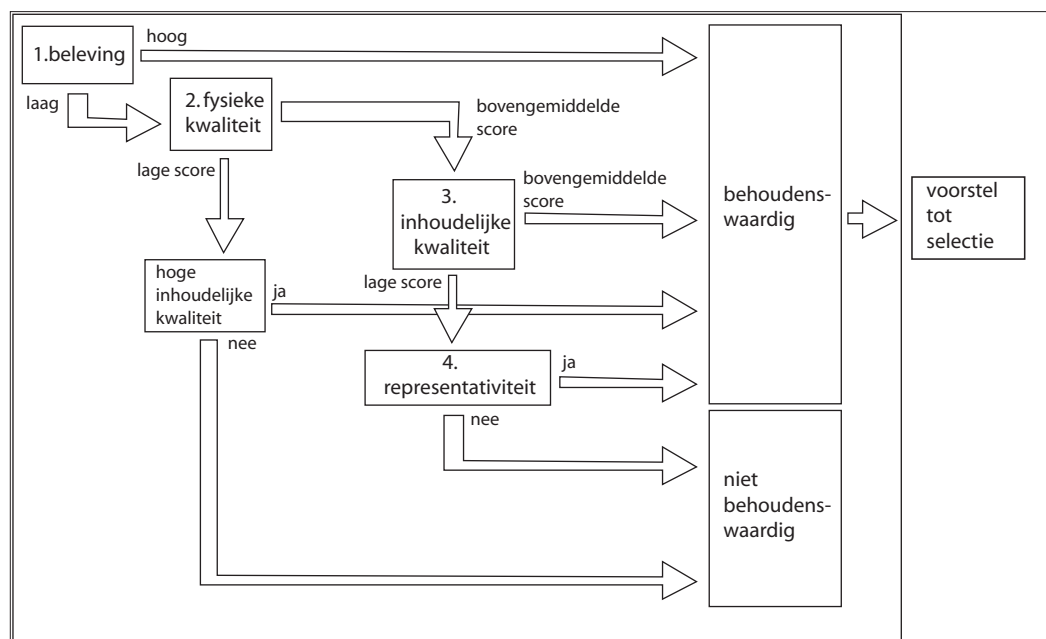 1.beleving
hoog
laag
2.fysieke
kwaliteit
bovengemiddelde
score
lage score
3.
inhoudelijke
kwaliteit
bovengemiddelde
score
behoudens-
waardig
voorstel
tot
selectie
hoge
inhoudelijke
kwaliteit
ja
lage score
nee
4.
representativiteit
ja
nee
niet
behoudens-
waardig